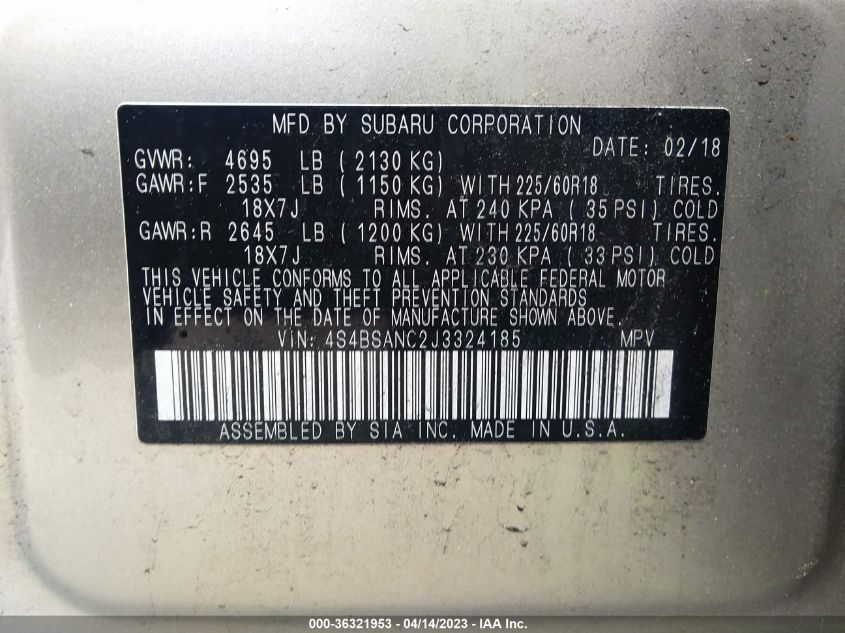 MFD BY SUBARU CORPORATION
DATE: 02/18
GVWR: 4695 LB ( 2130 KG)
GAWR:F 2535 LB ( 1150 KG) WITH 225/60R18 TIRES.
18X7J RIMS. AT 240 KPA ( 35 PSI) COLD
GAWR:R 2645 LB ( 1200 KG) WITH 225/60R18 TIRES.
18X7J RIMS. AT 230 KPA ( 33 PSI) COLD
THIS VEHICLE CONFORMS TO ALL APPLICABLE FEDERAL MOTOR
VEHICLE SAFETY AND THEFT PREVENTION STANDARDS
IN EFFECT ON THE DATE OF MANUFACTURE SHOWN ABOVE.
VIN: 4S4BSANC2J3324185 MPV
ASSEMBLED BY SIA INC. MADE IN U.S.A.
000-36321953 - 04/14/2023 - IAA Inc.